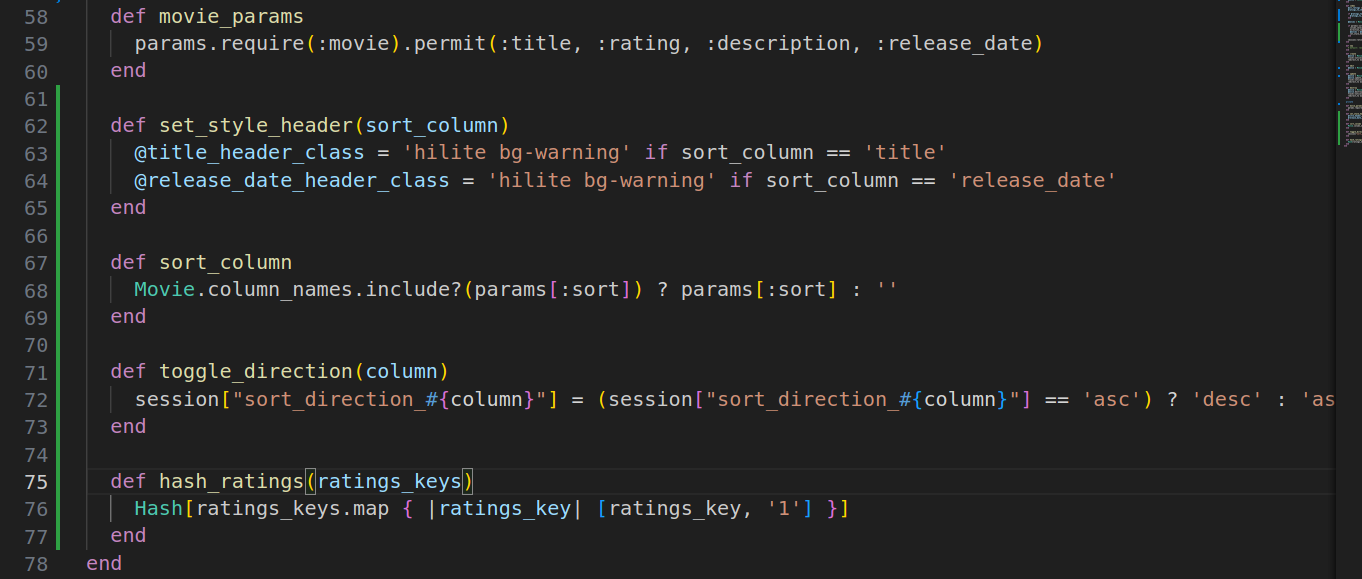 58 def movie_params
59 params.require(:movie).permit(:title, :rating, :description, :release_date)
60 end
61
62 def set_style_header(sort_column)
63 @title_header_class = 'hilite bg-warning' if sort_column == 'title'
64 @release_date_header_class = 'hilite bg-warning' if sort_column == 'release_date'
65 end
66
67 def sort_column
68 Movie.column_names.include?(params[:sort]) ? params[:sort] : ''
69 end
70
71 def toggle_direction(column)
72 session["sort_direction_#{column}"] = (session["sort_direction_#{column}"] == 'asc') ? 'desc' : 'as
73 end
74
75 def hash_ratings(ratings_keys)
76 Hash[ratings_keys.map { |ratings_key| [ratings_key, '1'] }]
77 end
78 end